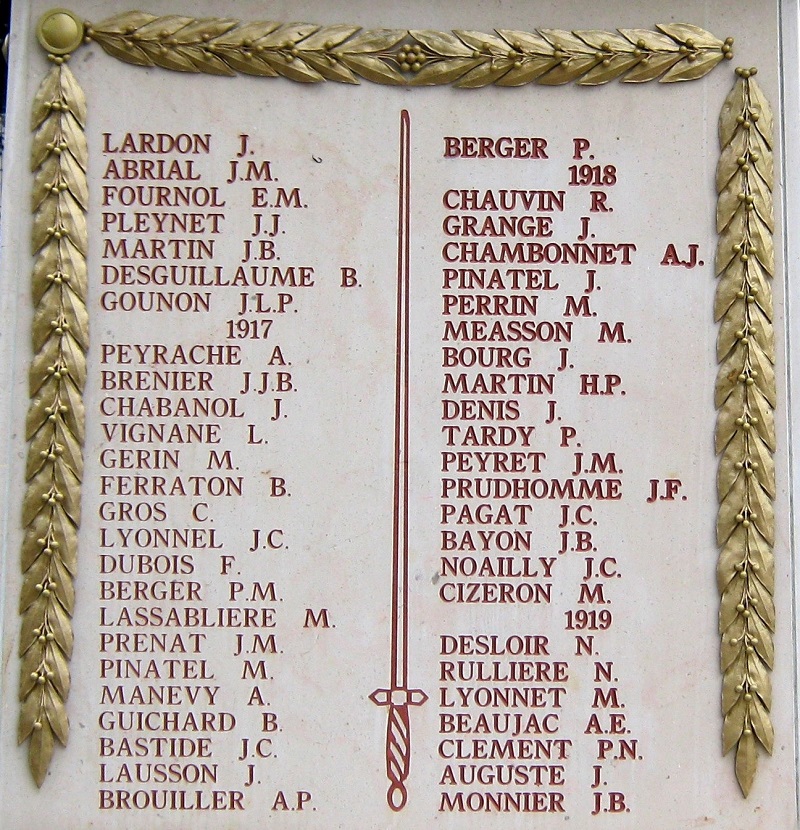 LARDON J.
ABRIAL J.M.
FOURNOL E.M.
PLEYNET J.J.
MARTIN J.B.
DESGUILLAUME B.
GOUNON J.L.P.
1917
PEYRACHE A.
BRENIER J.J.B.
CHABANOL J.
VIGNANE L.
GERIN M.
FERRATON B.
GROS C.
LYONNEL J.C.
DUBOIS F.
BERGER P.M.
LASSABLIERE M.
PRENAT J.M.
PINATEL M.
MANEVY A.
GUICHARD B.
BASTIDE J.C.
LAUSSON J.
BROUILLER A.P.
BERGER P.
1918
CHAUVIN R.
GRANGE J.
CHAMBONNET A.J.
PINATEL J.
PERRIN M.
MEASSON M.
BOURG J.
MARTIN H.P.
DENIS J.
TARDY P.
PEYRET J.M.
PRUDHOMME J.F.
PAGAT J.C.
BAYON J.B.
NOAILLY J.C.
CIZERON M.
1919
DESLOIR N.
RULLIERE N.
LYONNET M.
BEAUJAC A.E.
CLEMENT P.N.
AUGUSTE J.
MONNIER J.B.